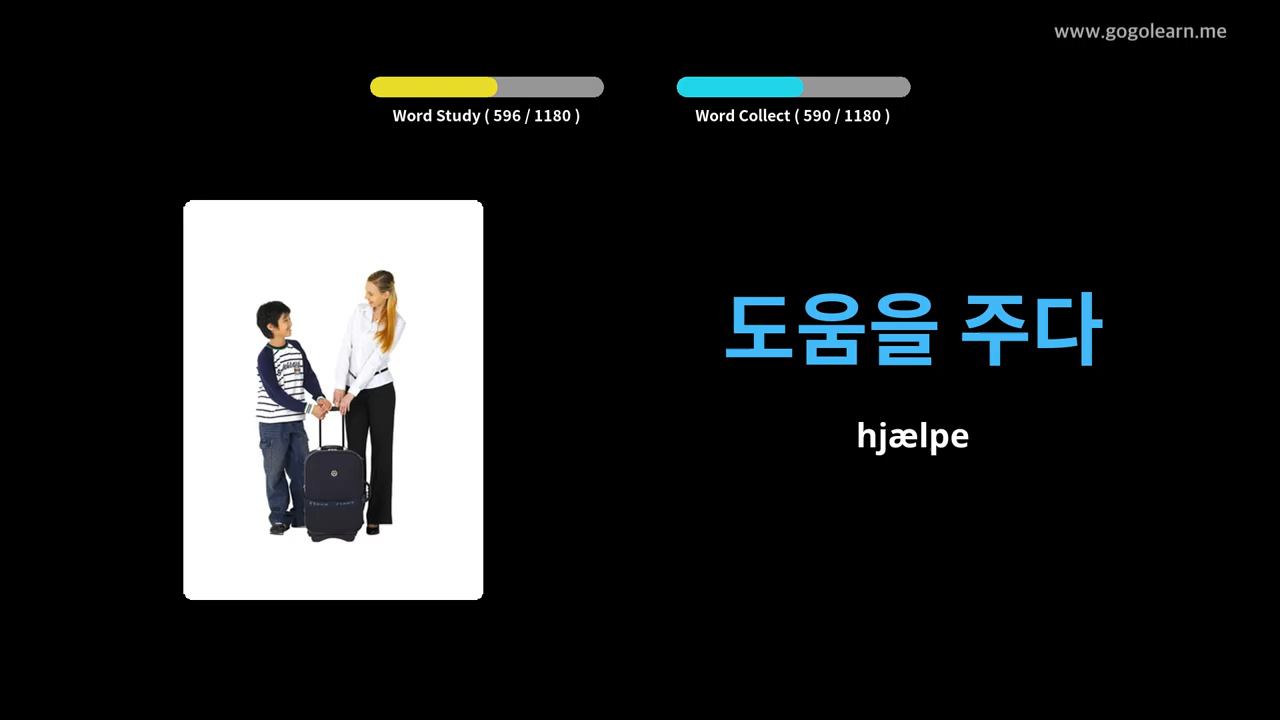 www.gogolearn.me
Word Study ( 596 / 1180 )
Word Collect ( 590 / 1180 )
도움을 주다
hjælpe